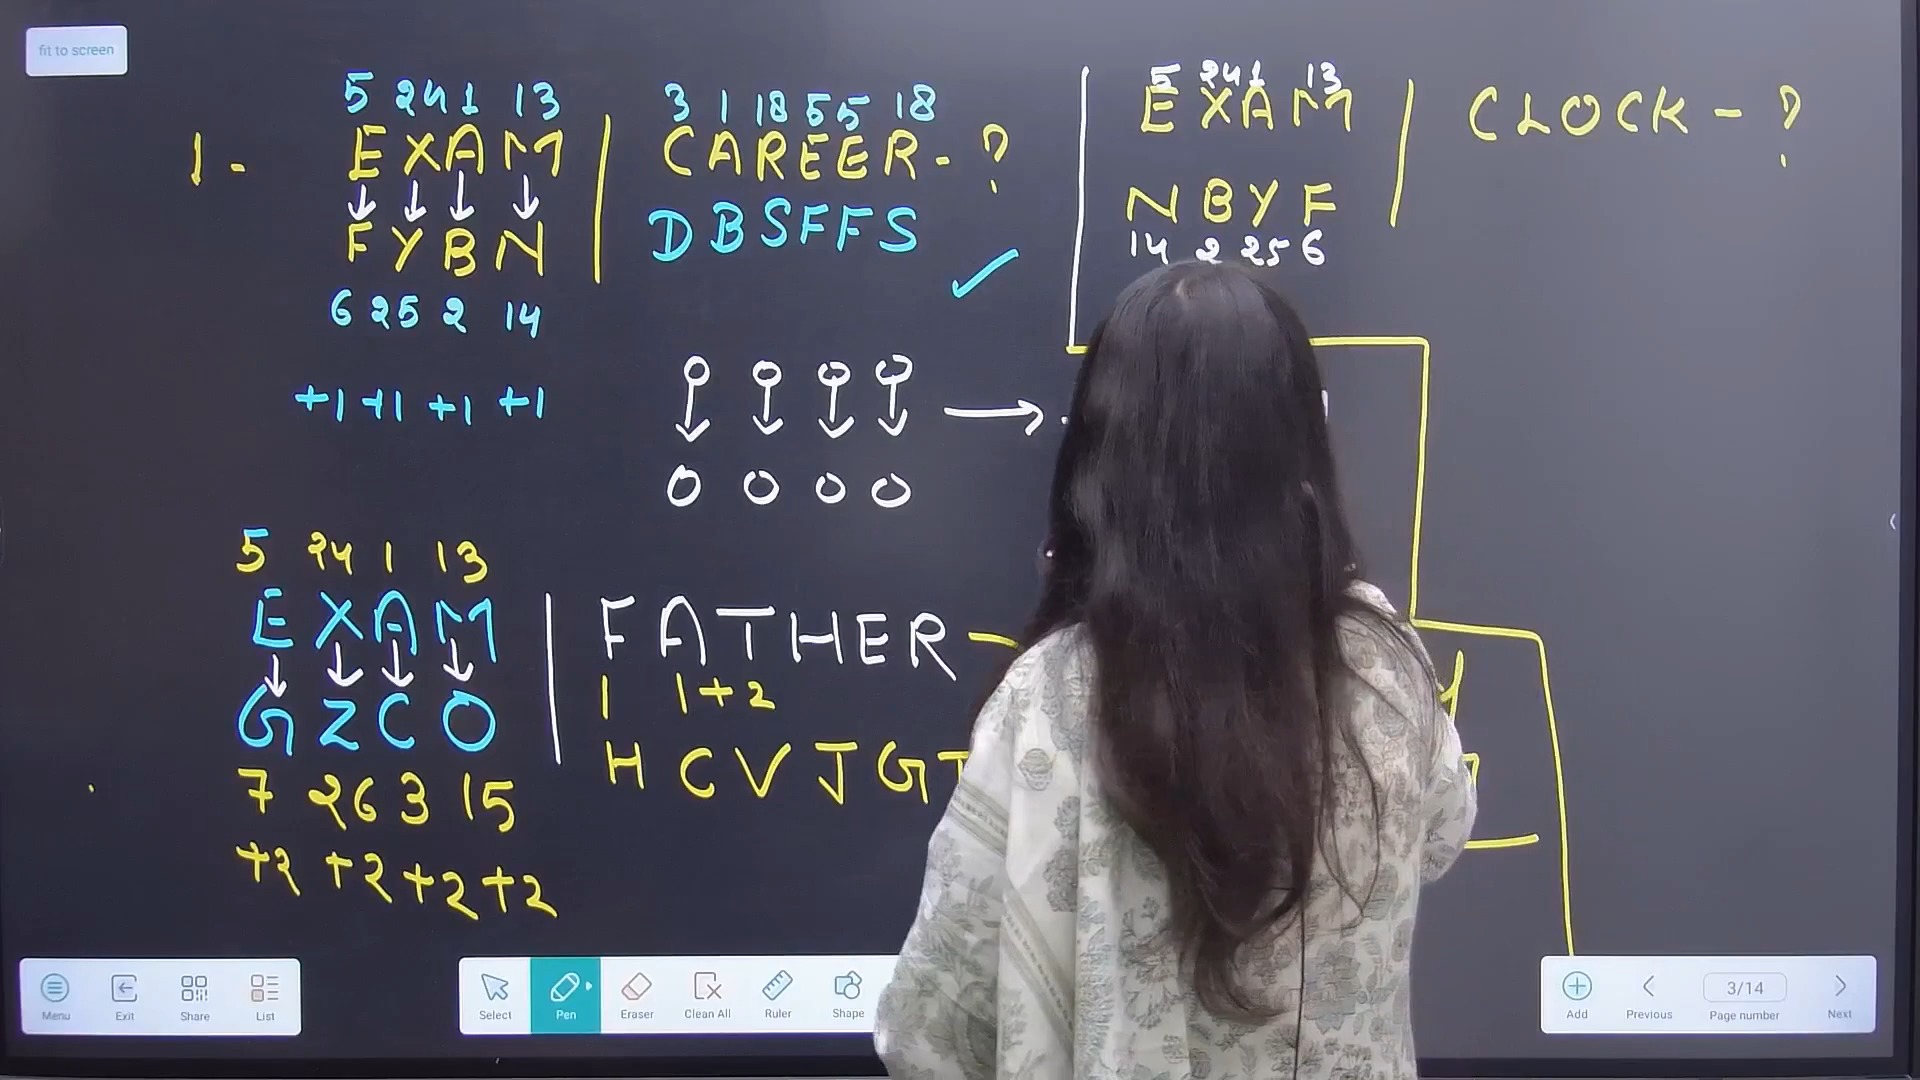 fit to screen
5 24 1 13
1- EXAM
FYBN
6 25 2 14
+1 +1 +1 +1
3 1 18 5 5 18
CAREER - ?
DBSFFS
5 24 1 13
EXAM
NBYF
14 2 25 6
CLOCK - ?
5 24 1 13
EXAM
GZCO
7 26 3 15
+2 +2 +2 +2
FATHER -
1 1+2
HCVJG
Menu
Exit
Share
List
Select
Pen
Eraser
Clean All
Ruler
Shape
Add
Previous
3/14
Page number
Next